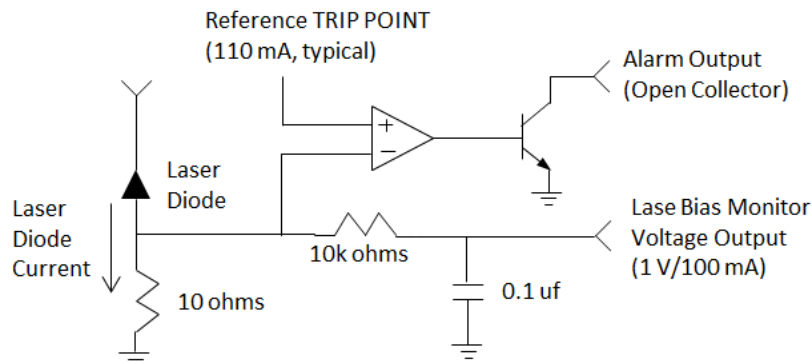 Reference TRIP POINT
(110 mA, typical)
Alarm Output
(Open Collector)
+
−
Laser
Diode
Laser
Diode
Current
10k ohms
Lase Bias Monitor
Voltage Output
(1 V/100 mA)
10 ohms
0.1 uf